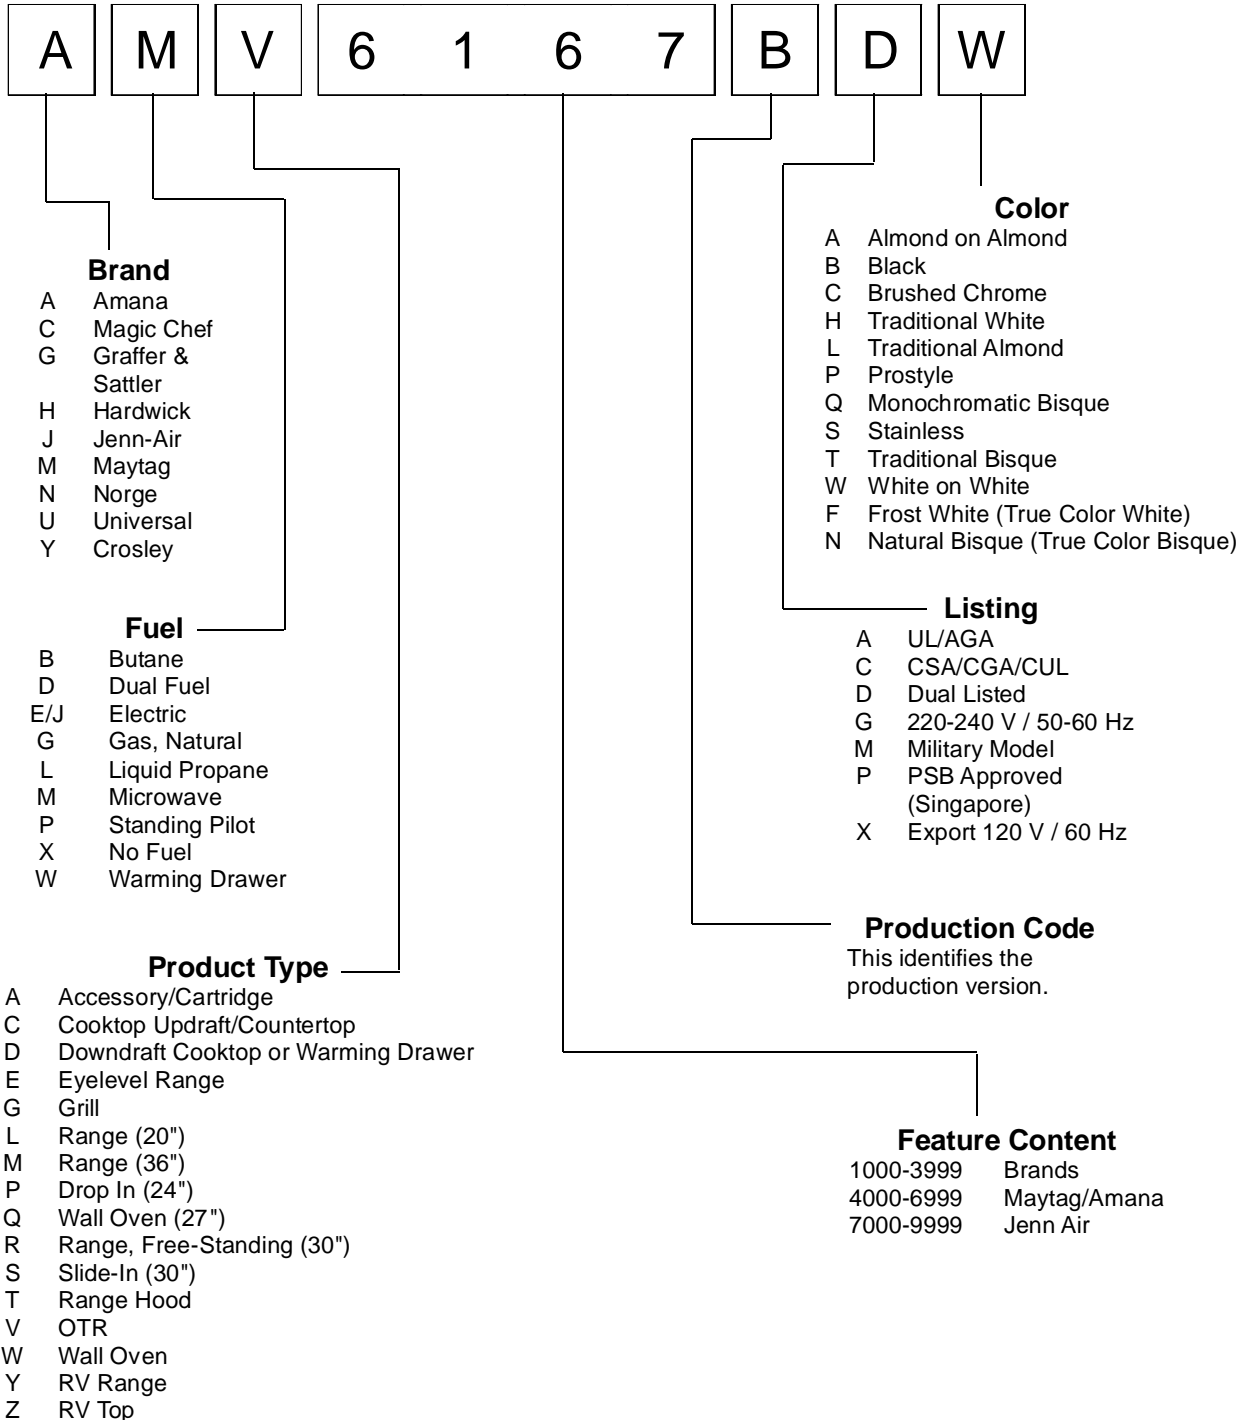 A M V 6 1 6 7 B D W
Brand
A Amana
C Magic Chef
G Graffer &
Sattler
H Hardwick
J Jenn-Air
M Maytag
N Norge
U Universal
Y Crosley
Fuel
B Butane
D Dual Fuel
E/J Electric
G Gas, Natural
L Liquid Propane
M Microwave
P Standing Pilot
X No Fuel
W Warming Drawer
Product Type
A Accessory/Cartridge
C Cooktop Updraft/Countertop
D Downdraft Cooktop or Warming Drawer
E Eyelevel Range
G Grill
L Range (20")
M Range (36")
P Drop In (24")
Q Wall Oven (27")
R Range, Free-Standing (30")
S Slide-In (30")
T Range Hood
V OTR
W Wall Oven
Y RV Range
Z RV Top
Color
A Almond on Almond
B Black
C Brushed Chrome
H Traditional White
L Traditional Almond
P Prostyle
Q Monochromatic Bisque
S Stainless
T Traditional Bisque
W White on White
F Frost White (True Color White)
N Natural Bisque (True Color Bisque)
Listing
A UL/AGA
C CSA/CGA/CUL
D Dual Listed
G 220-240 V / 50-60 Hz
M Military Model
P PSB Approved
(Singapore)
X Export 120 V / 60 Hz
Production Code
This identifies the
production version.
Feature Content
1000-3999 Brands
4000-6999 Maytag/Amana
7000-9999 Jenn Air